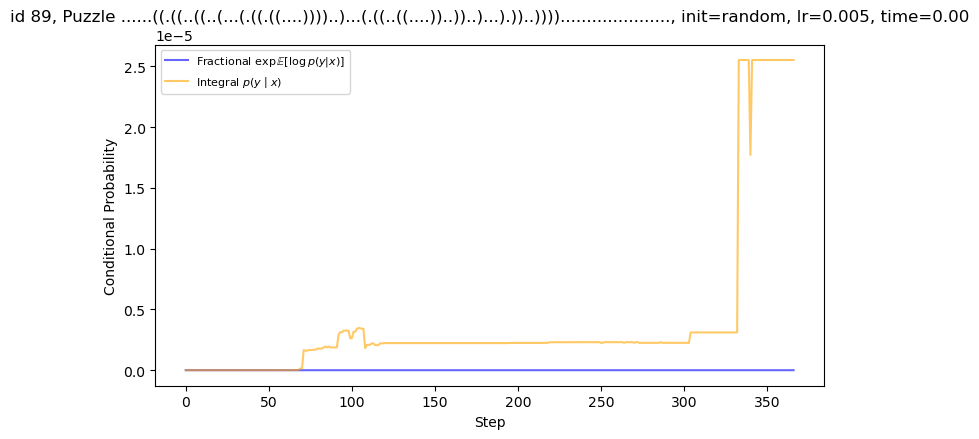 id 89, Puzzle ......((.((..((..(...(.((.((....))))..)...(.((..((....))..))..)...).))..))))....................., init=random, lr=0.005, time=0.00
1e−5
Fractional exp𝔼[log p(y|x)]
Integral p(y | x)
2.5
2.0
1.5
1.0
0.5
0.0
Conditional Probability
0 50 100 150 200 250 300 350
Step